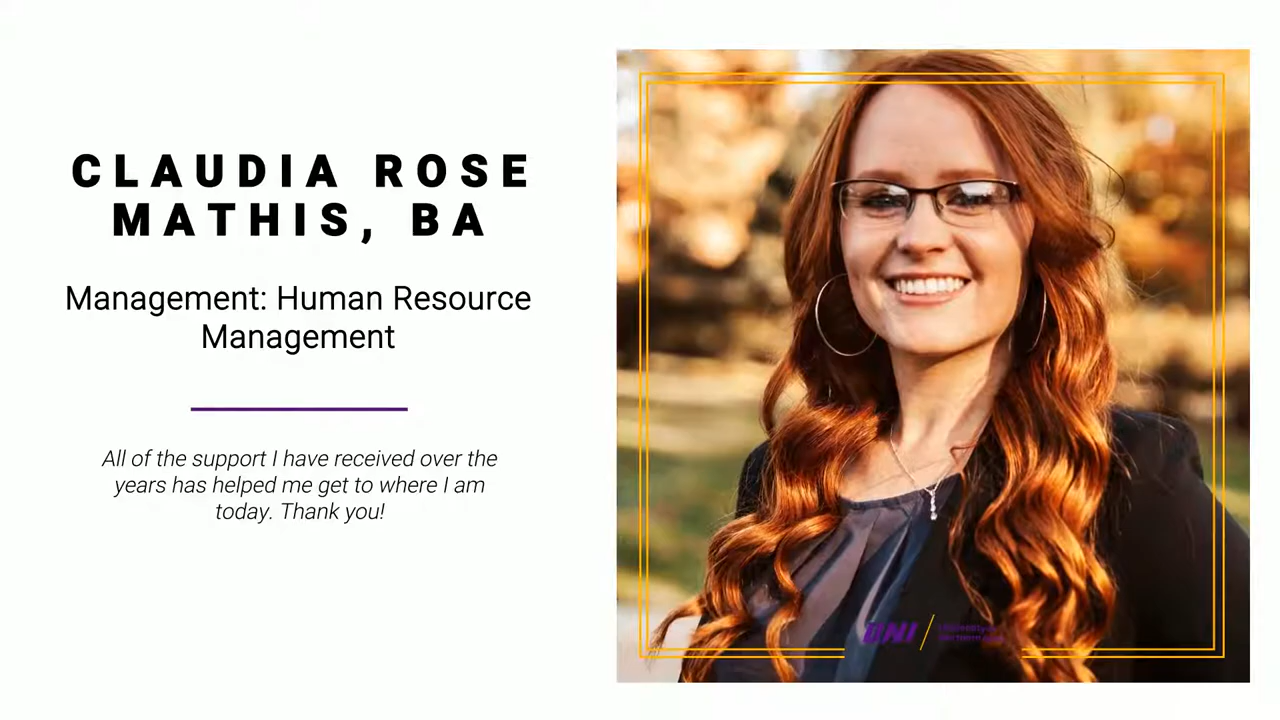 CLAUDIA ROSE
MATHIS, BA
Management: Human Resource
Management
All of the support I have received over the
years has helped me get to where I am
today. Thank you!
UNI